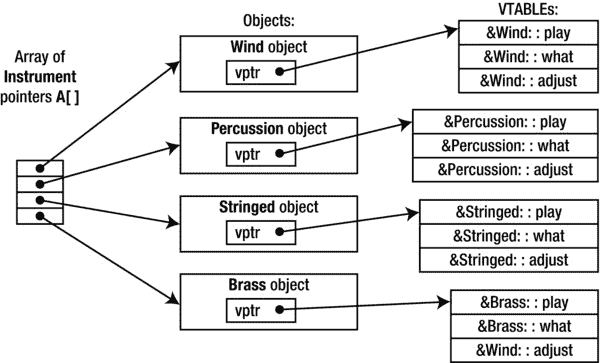 Array of
Instrument
pointers A[ ]
Objects:
Wind object
vptr
Percussion object
vptr
Stringed object
vptr
Brass object
vptr
VTABLEs:
&Wind: : play
&Wind: : what
&Wind: : adjust
&Percussion: : play
&Percussion: : what
&Percussion: : adjust
&Stringed: : play
&Stringed: : what
&Stringed: : adjust
&Brass: : play
&Brass: : what
&Wind: : adjust